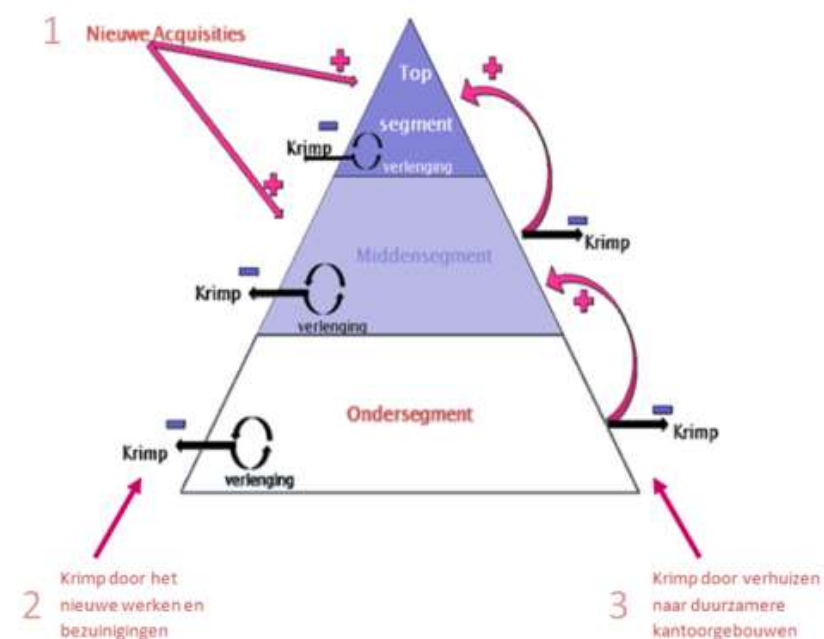 1 Nieuwe Acquisities
Top
segment
Krimp
verlenging
Krimp
Middensegment
Krimp
verlenging
Ondersegment
Krimp
Krimp
verlenging
2 Krimp door het
nieuwe werken en
bezuinigingen
3 Krimp door verhuizen
naar duurzamere
kantoorgebouwen